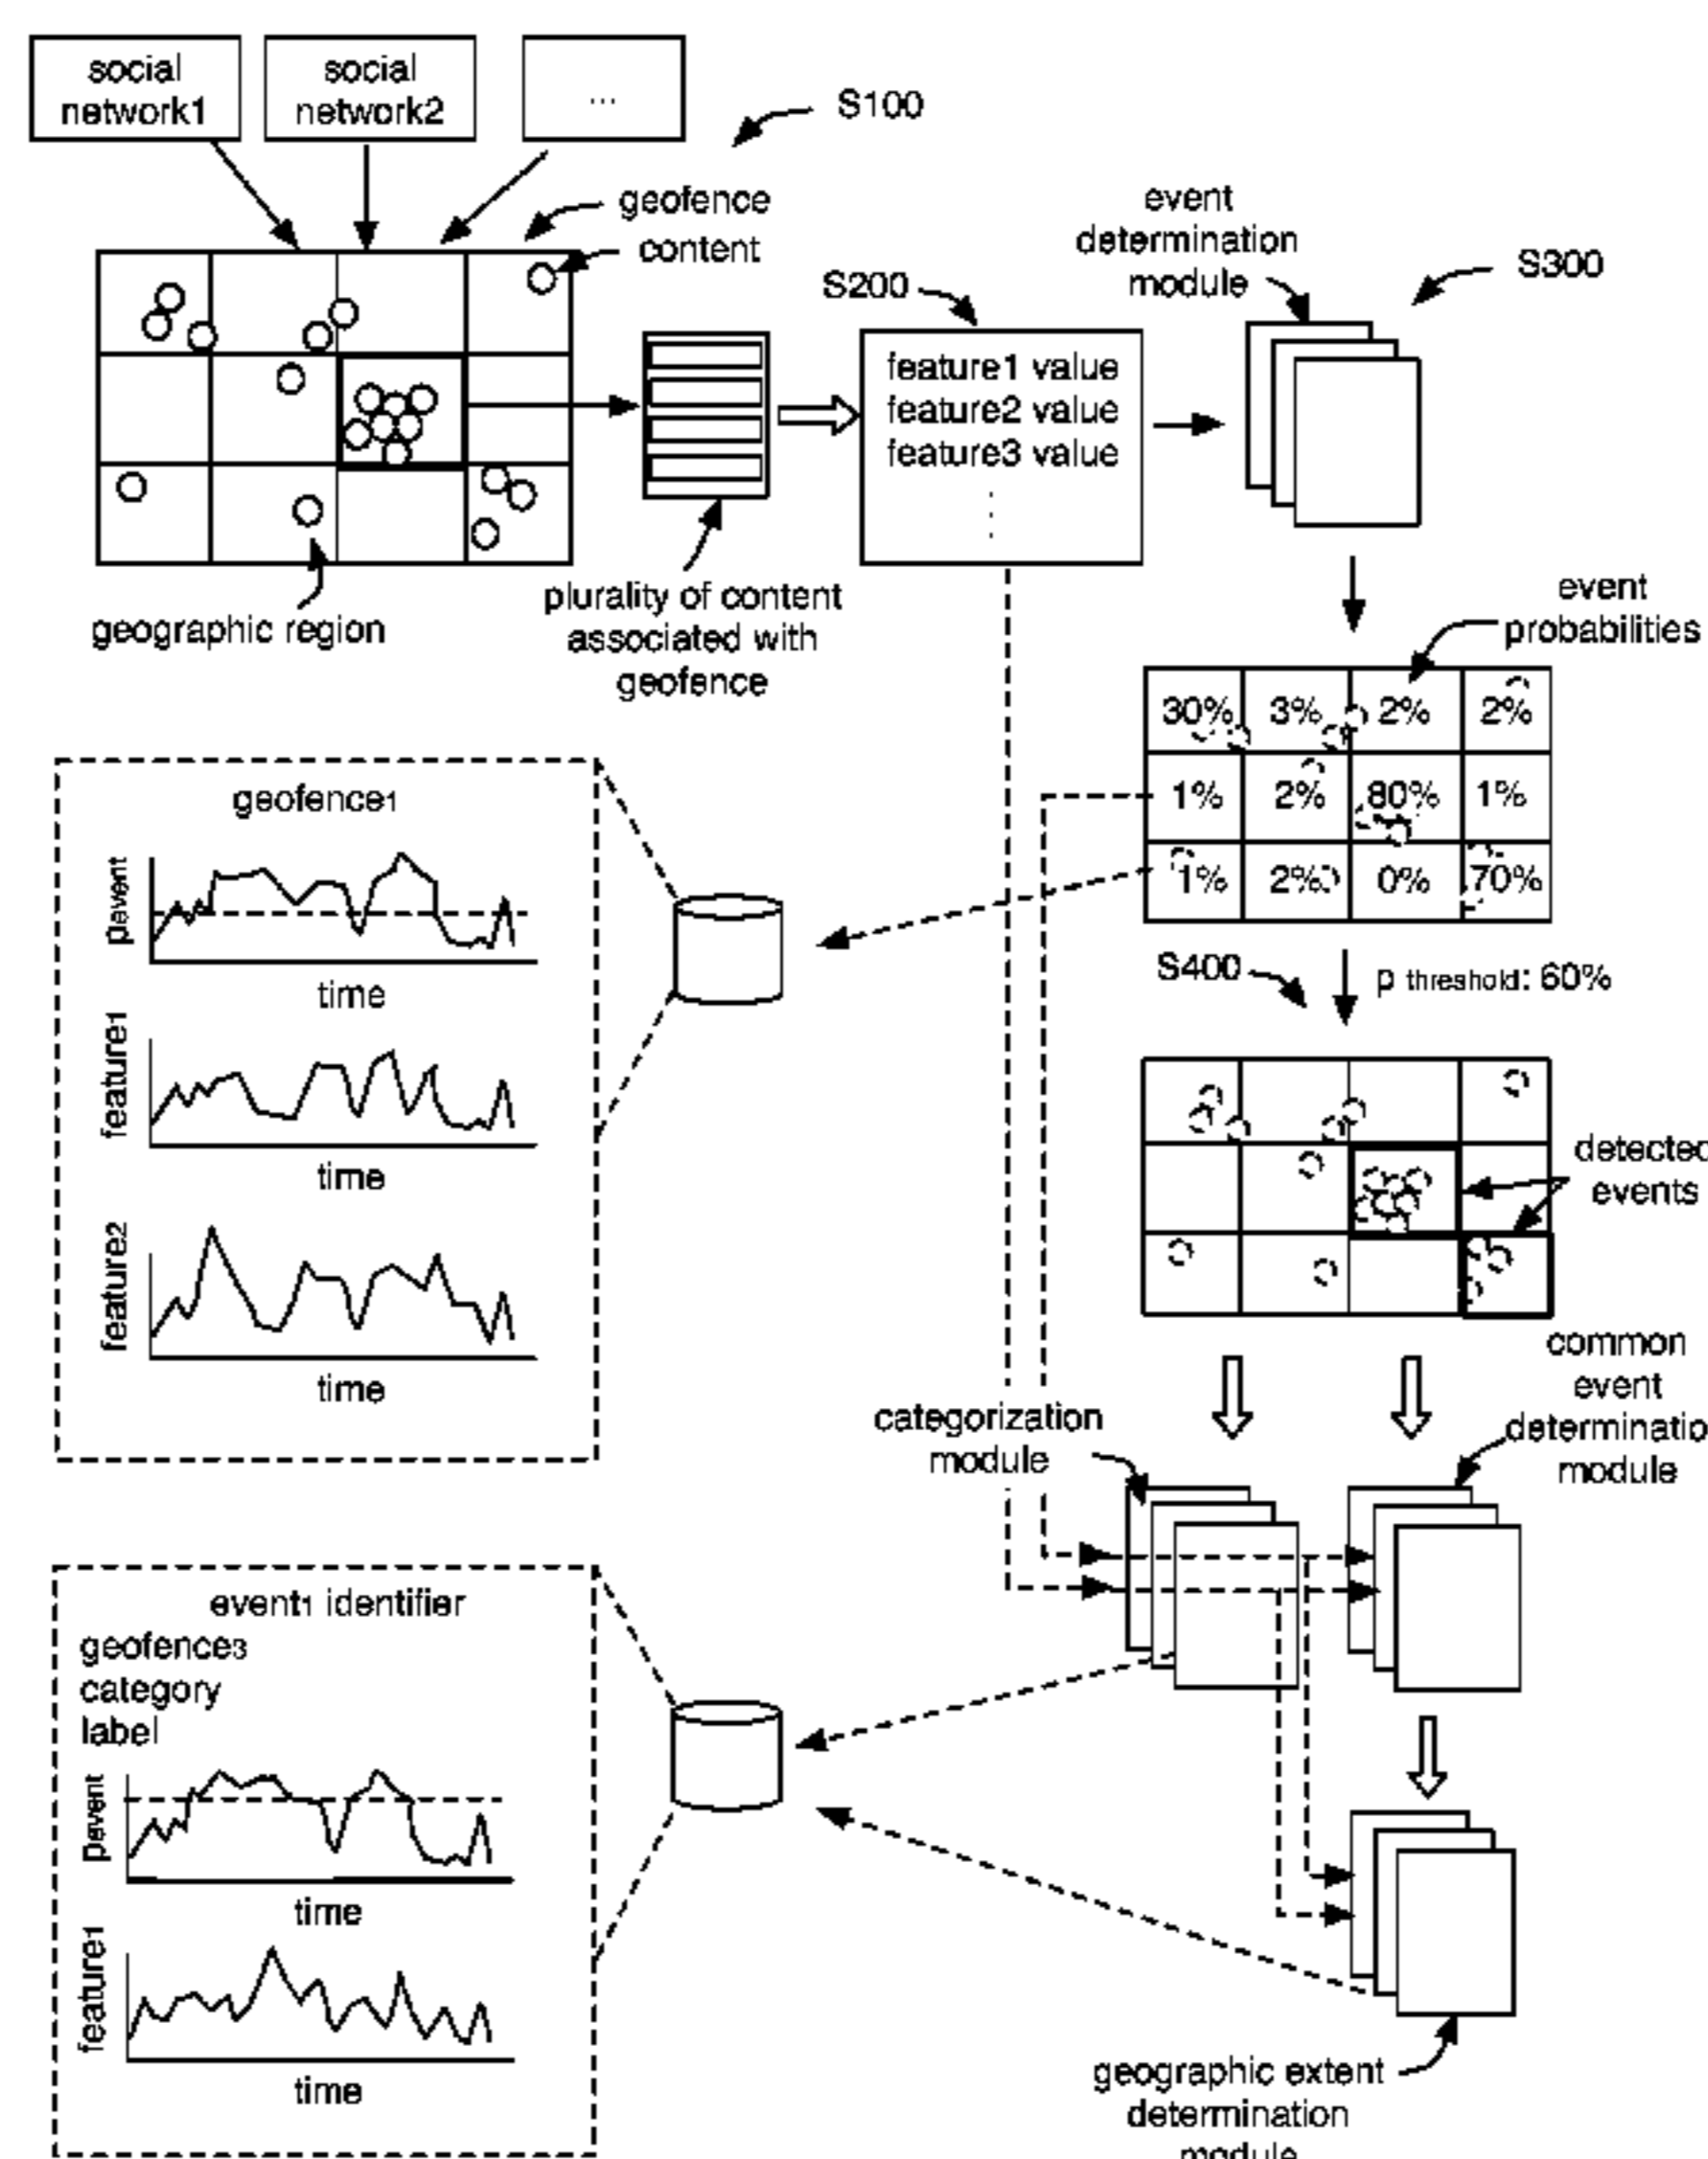 social
network1
social
network2
...
S100
geofence
content
event
determination
module
S300
S200
feature1 value
feature2 value
feature3 value
geographic region
plurality of content
associated with
geofence
event
probabilities
30% 3% 2% 2%
1% 2% 80% 1%
1% 2% 0% 70%
geofence1
pevent
time
feature1
time
feature2
time
S400
p threshold: 60%
detected
events
common
event
determinatio
module
categorization
module
event1 identifier
geofence3
category
label
pevent
time
feature1
time
geographic extent
determination
module